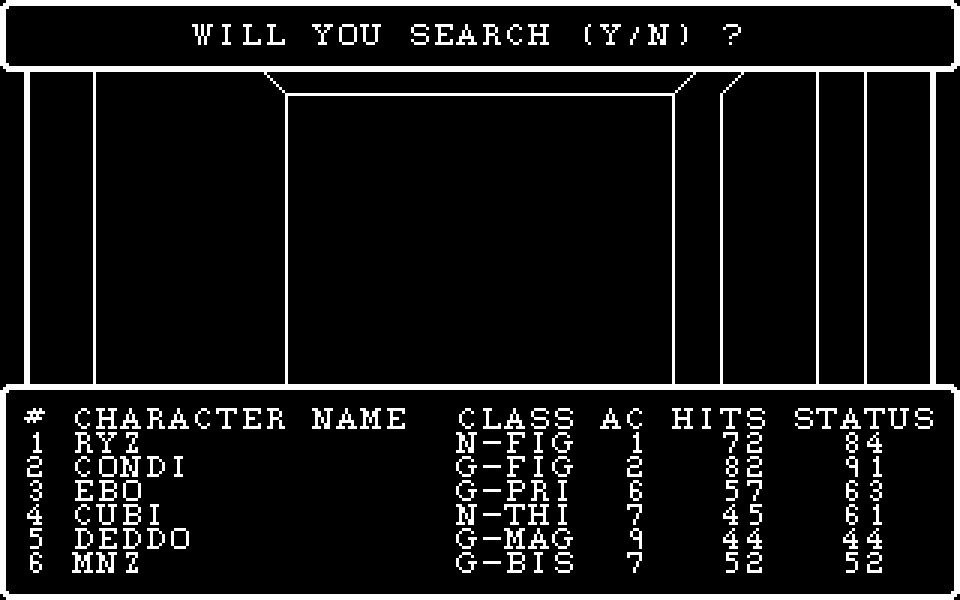 WILL YOU SEARCH (Y/N) ?
# CHARACTER NAME CLASS AC HITS STATUS
1 RYZ N-FIG 1 72 84
2 CONDI G-FIG 2 82 91
3 EBO G-PRI 6 57 63
4 CUBI N-THI 7 45 61
5 DEDDO G-MAG 9 44 44
6 MNZ G-BIS 7 52 52